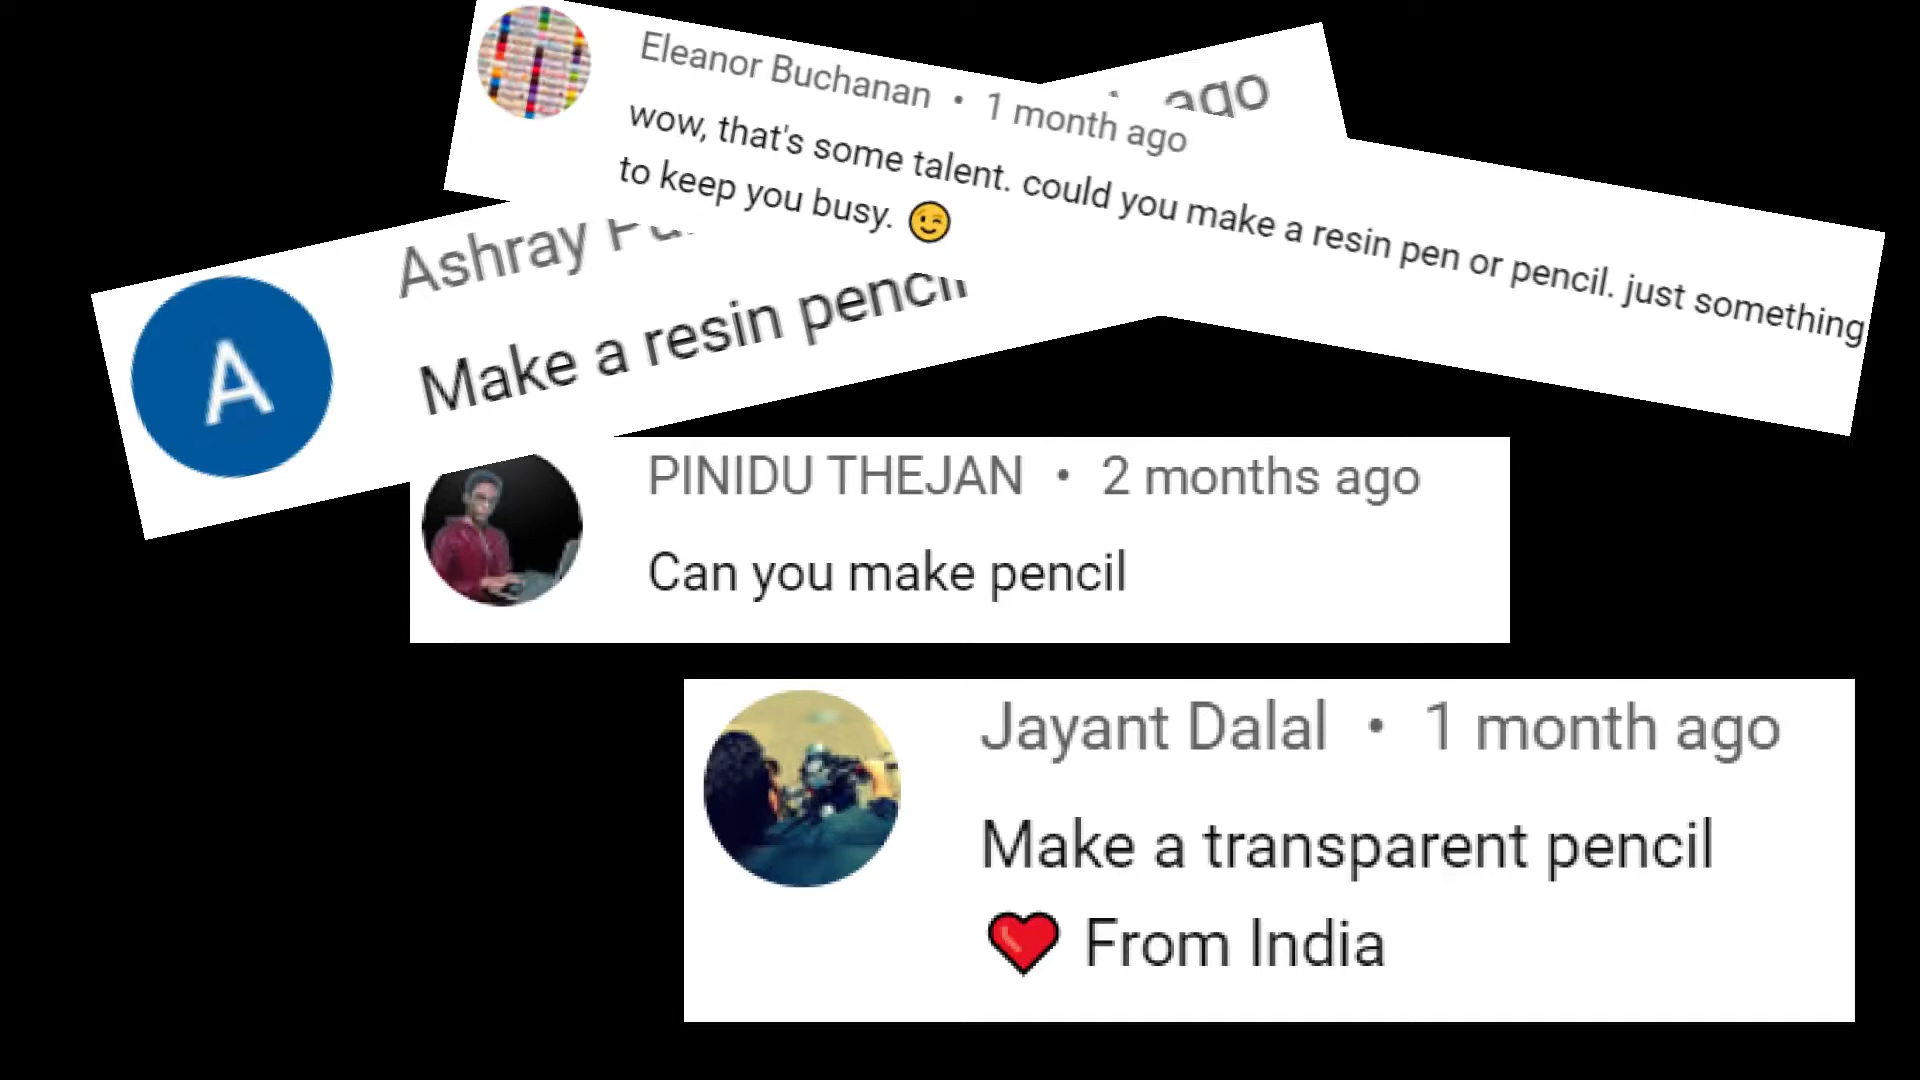 Eleanor Buchanan • 1 month ago
wow, that's some talent. could you make a resin pen or pencil. just something
to keep you busy. 😉
ago
A
Ashray
Make a resin pencil
PINIDU THEJAN • 2 months ago
Can you make pencil
Jayant Dalal • 1 month ago
Make a transparent pencil
❤️ From India